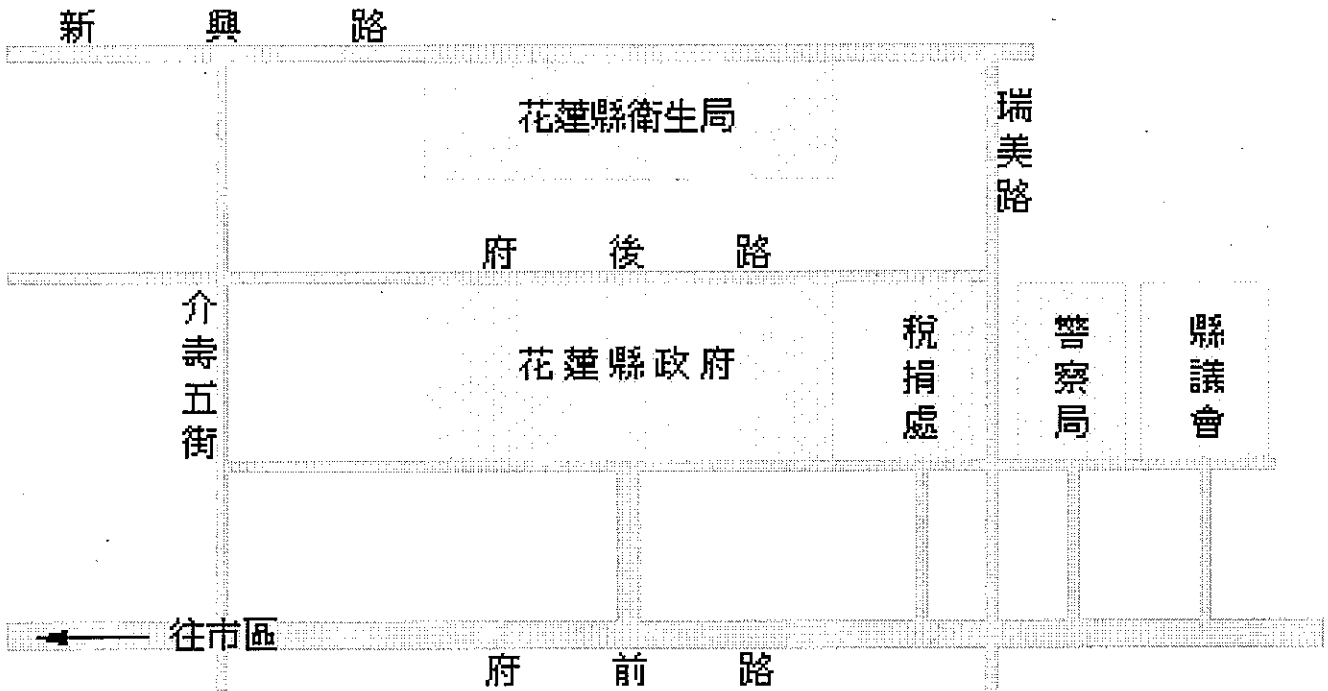 新興路
花蓮縣衛生局
瑞美路
府後路
介壽五街
花蓮縣政府
稅捐處
警察局
縣議會
往市區
府前路